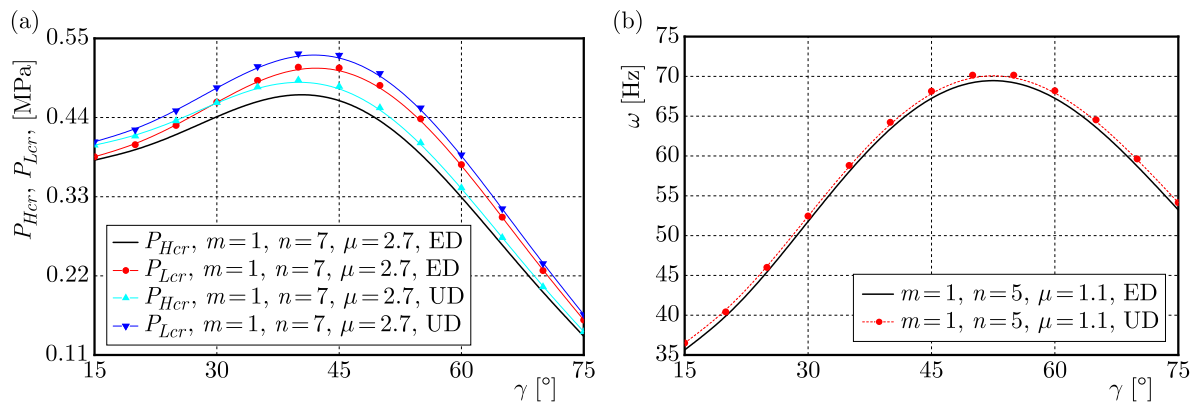 (a)
0.55
0.44
0.33
0.22
0.11
P_Hcr, P_Lcr, [MPa]
P_Hcr, m=1, n=7, μ=2.7, ED
P_Lcr, m=1, n=7, μ=2.7, ED
P_Hcr, m=1, n=7, μ=2.7, UD
P_Lcr, m=1, n=7, μ=2.7, UD
15 30 45 60 75
γ [°]
(b)
75
70
65
60
55
50
45
40
35
ω [Hz]
m=1, n=5, μ=1.1, ED
m=1, n=5, μ=1.1, UD
15 30 45 60 75
γ [°]